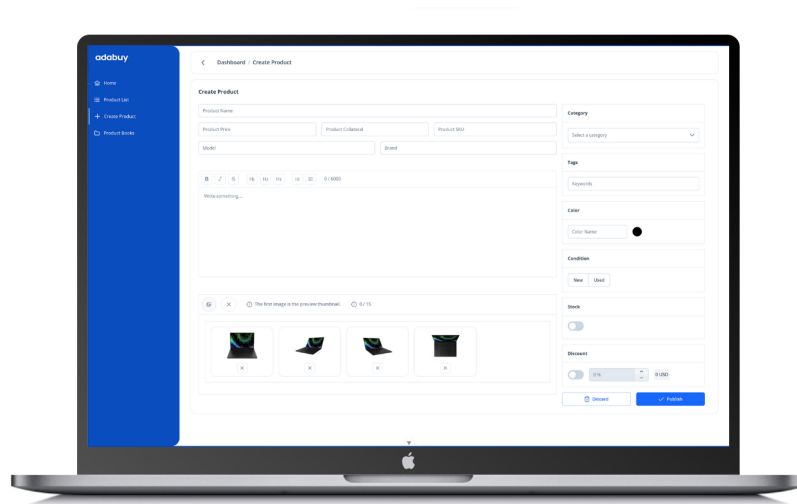 adabuy
Home
Product List
Create Product
Product Books
Dashboard / Create Product
Create Product
Product Name
Product Price
Product Collateral
Product SKU
Model
Brand
B I S H₁ H₂ H₃ 0 / 6000
Write something...
The first image is the preview thumbnail.
0 / 15
Category
Select a category
Tags
Keywords
Color
Color Name
Condition
New
Used
Stock
Discount
0 %
0 USD
Discard
Publish